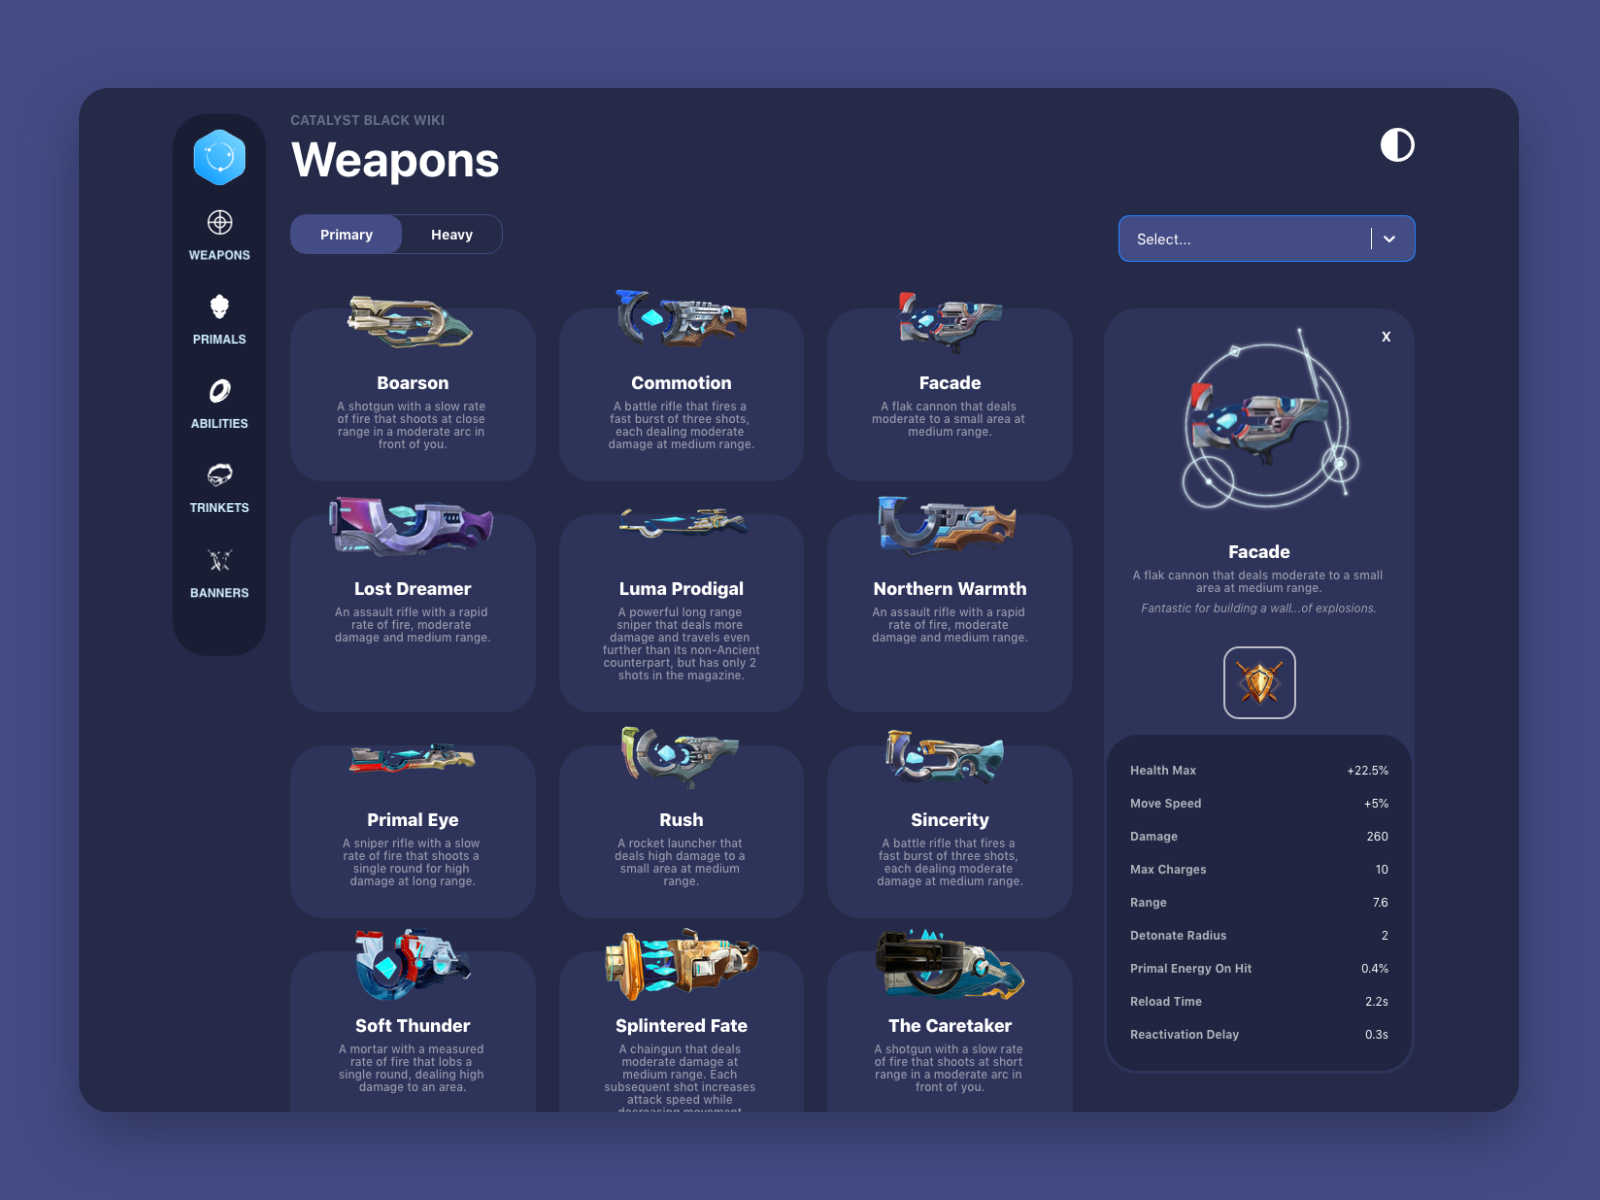 CATALYST BLACK WIKI
Weapons
WEAPONS
PRIMALS
ABILITIES
TRINKETS
BANNERS
Primary
Heavy
Select...
Boarson
A shotgun with a slow rate
of fire that shoots at close
range in a moderate arc in
front of you.
Commotion
A battle rifle that fires a
fast burst of three shots,
each dealing moderate
damage at medium range.
Facade
A flak cannon that deals
moderate to a small area at
medium range.
Lost Dreamer
An assault rifle with a rapid
rate of fire, moderate
damage and medium range.
Luma Prodigal
A powerful long range
sniper that deals more
damage and travels even
further than its non-Ancient
counterpart, but has only 2
shots in the magazine.
Northern Warmth
An assault rifle with a rapid
rate of fire, moderate
damage and medium range.
Primal Eye
A sniper rifle with a slow
rate of fire that shoots a
single round for high
damage at long range.
Rush
A rocket launcher that
deals high damage to a
small area at medium
range.
Sincerity
A battle rifle that fires a
fast burst of three shots,
each dealing moderate
damage at medium range.
Soft Thunder
A mortar with a measured
rate of fire that lobs a
single round, dealing high
damage to an area.
Splintered Fate
A chaingun that deals
moderate damage at
medium range. Each
subsequent shot increases
attack speed while
decreasing movement
The Caretaker
A shotgun with a slow rate
of fire that shoots at short
range in a moderate arc in
front of you.
X
Facade
A flak cannon that deals moderate to a small
area at medium range.
Fantastic for building a wall...of explosions.
Health Max +22.5%
Move Speed +5%
Damage 260
Max Charges 10
Range 7.6
Detonate Radius 2
Primal Energy On Hit 0.4%
Reload Time 2.2s
Reactivation Delay 0.3s